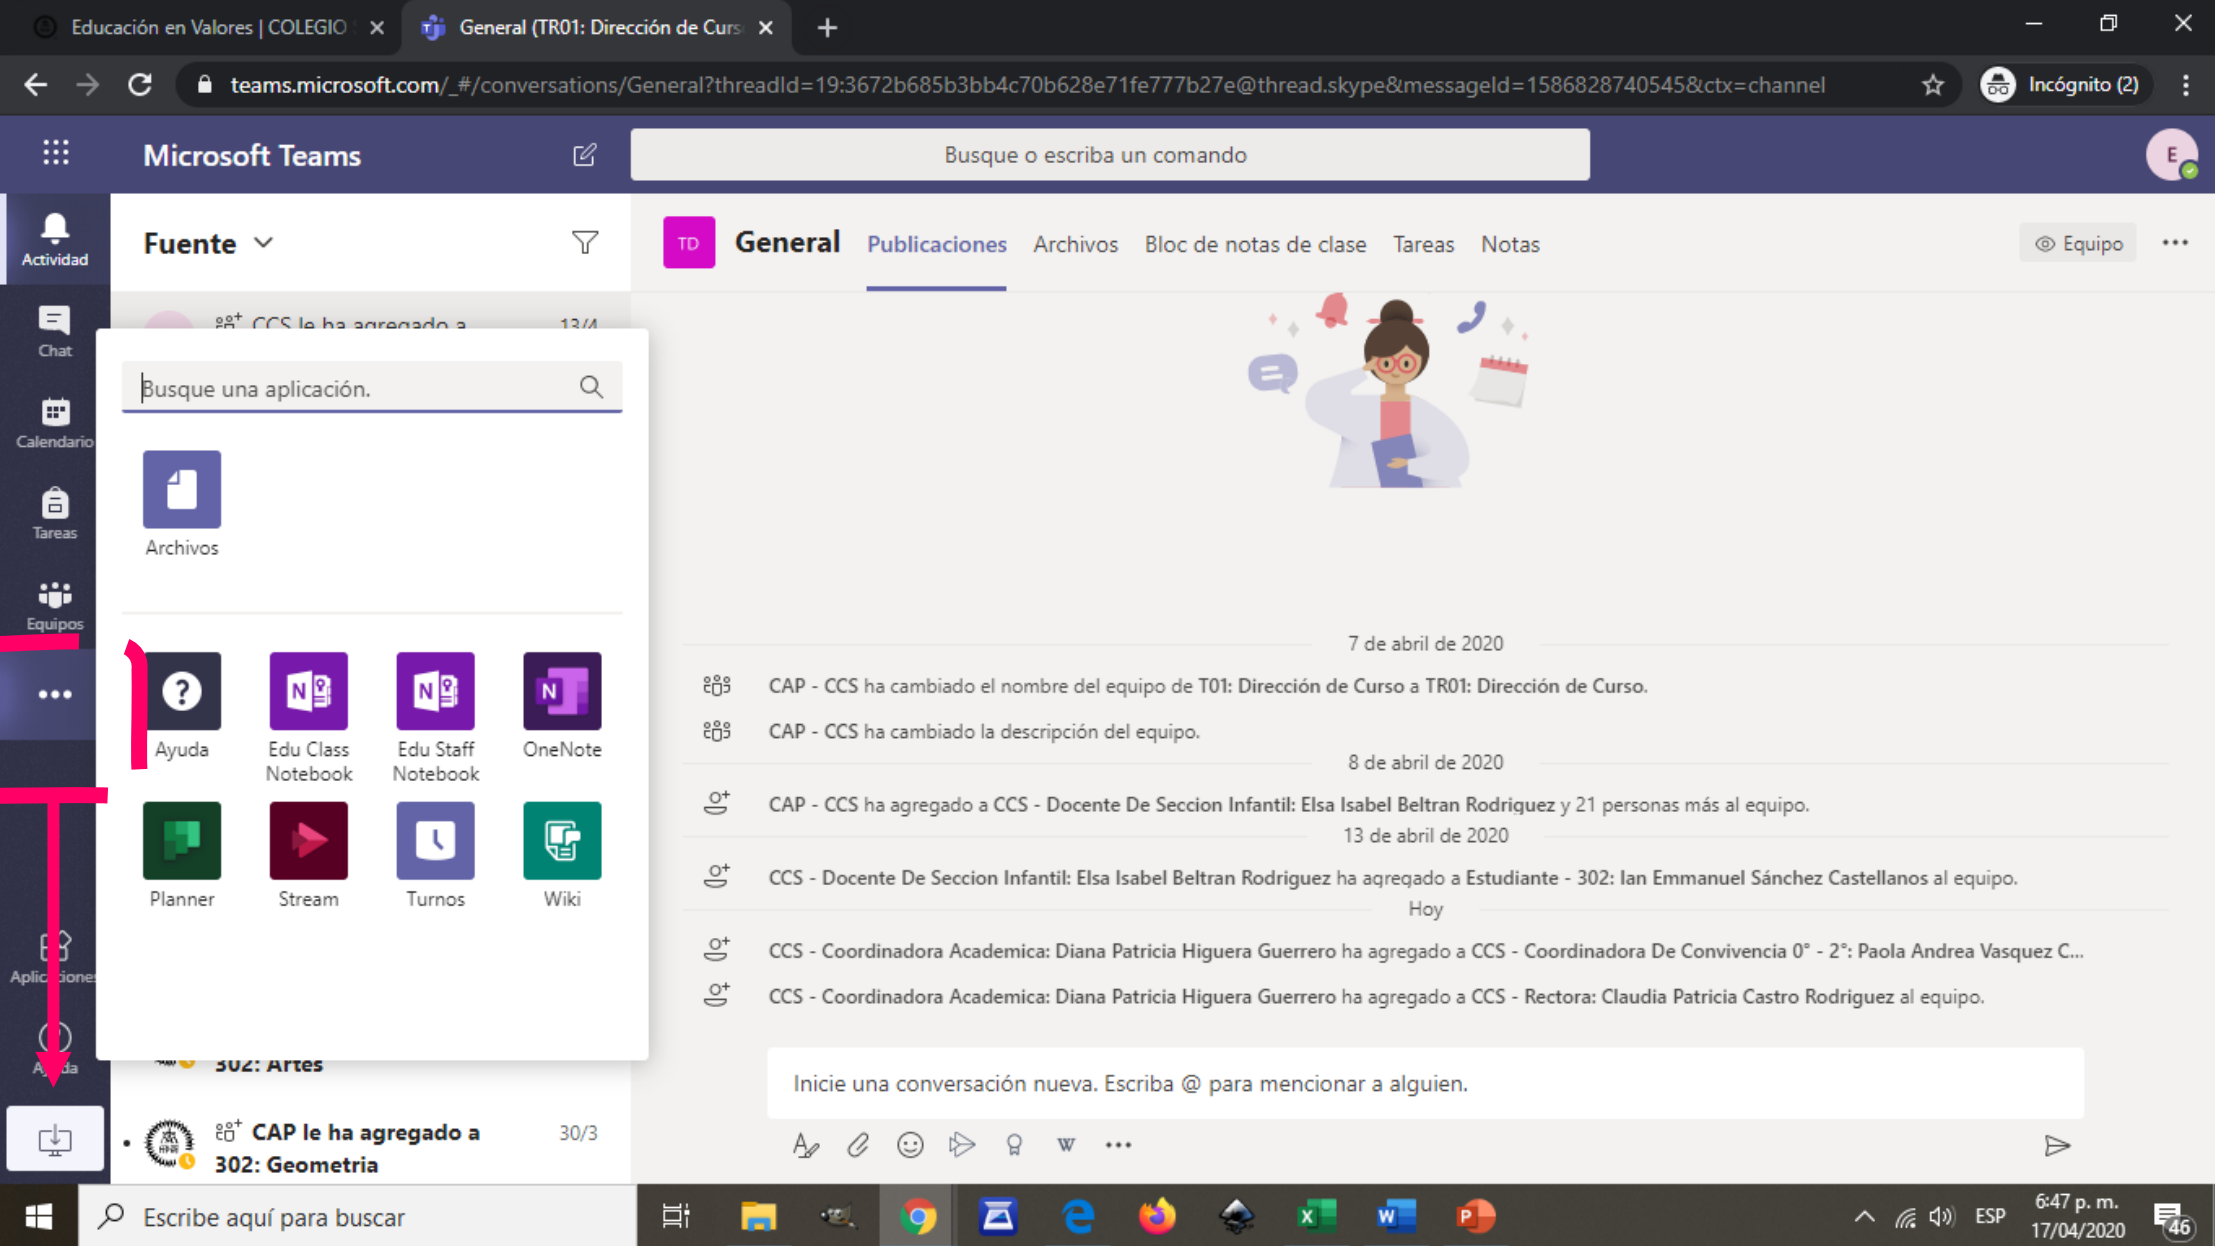 Educación en Valores | COLEGIO
General (TR01: Dirección de Curs
teams.microsoft.com/_#/conversations/General?threadId=19:3672b685b3bb4c70b628e71fe777b27e@thread.skype&messageId=1586828740545&ctx=channel
Incógnito (2)
Microsoft Teams
Busque o escriba un comando
E
Actividad
Fuente
TD
General
Publicaciones
Archivos
Bloc de notas de clase
Tareas
Notas
Equipo
Chat
CCS le ha agregado a
13/4
Busque una aplicación.
Calendario
Archivos
Tareas
Equipos
Ayuda
Edu Class
Notebook
Edu Staff
Notebook
OneNote
Planner
Stream
Turnos
Wiki
7 de abril de 2020
CAP - CCS ha cambiado el nombre del equipo de T01: Dirección de Curso a TR01: Dirección de Curso.
CAP - CCS ha cambiado la descripción del equipo.
8 de abril de 2020
CAP - CCS ha agregado a CCS - Docente De Seccion Infantil: Elsa Isabel Beltran Rodriguez y 21 personas más al equipo.
13 de abril de 2020
CCS - Docente De Seccion Infantil: Elsa Isabel Beltran Rodriguez ha agregado a Estudiante - 302: Ian Emmanuel Sánchez Castellanos al equipo.
Hoy
CCS - Coordinadora Academica: Diana Patricia Higuera Guerrero ha agregado a CCS - Coordinadora De Convivencia 0° - 2°: Paola Andrea Vasquez C...
CCS - Coordinadora Academica: Diana Patricia Higuera Guerrero ha agregado a CCS - Rectora: Claudia Patricia Castro Rodriguez al equipo.
Aplicaciones
Ayuda
302: Artes
CAP le ha agregado a
302: Geometria
30/3
Inicie una conversación nueva. Escriba @ para mencionar a alguien.
Escribe aquí para buscar
ESP
6:47 p. m.
17/04/2020
46